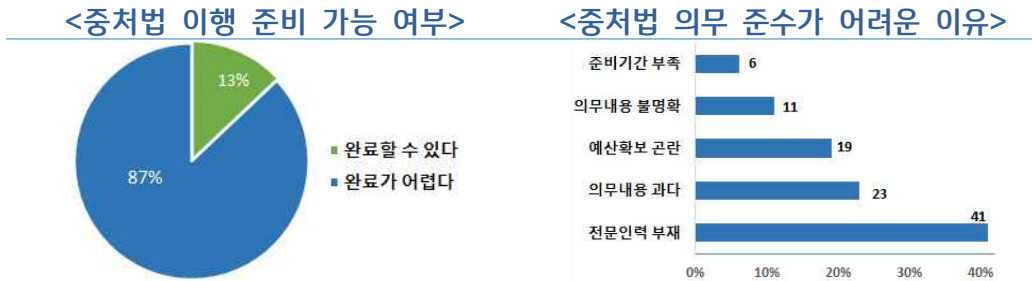 <중처법 이행 준비 가능 여부>
13%
87%
완료할 수 있다
완료가 어렵다
<중처법 의무 준수가 어려운 이유>
준비기간 부족 6
의무내용 불명확 11
예산확보 곤란 19
의무내용 과다 23
전문인력 부재 41
0% 10% 20% 30% 40%